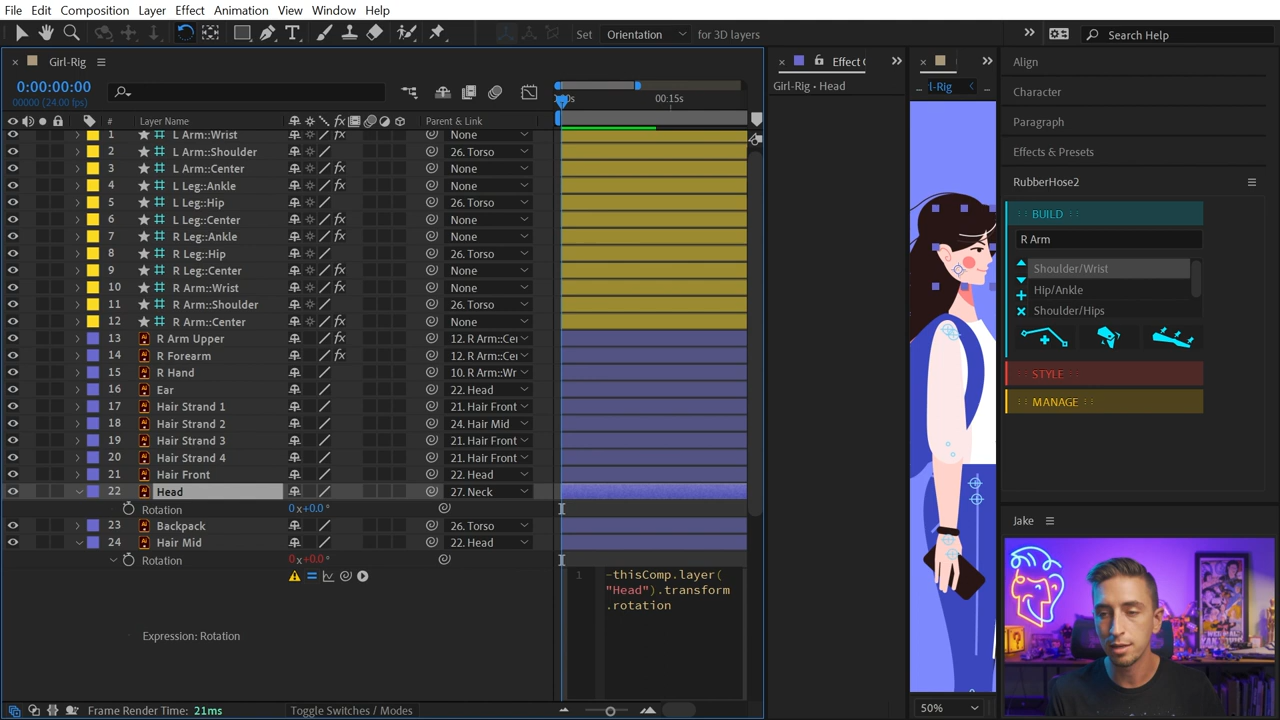 File Edit Composition Layer Effect Animation View Window Help
Set Orientation for 3D layers Search Help
Girl-Rig
0:00:00:00
00000 (24.00 fps)
00:15s
# Layer Name Parent & Link
1 L Arm::Wrist None
2 L Arm::Shoulder 26. Torso
3 L Arm::Center None
4 L Leg::Ankle None
5 L Leg::Hip 26. Torso
6 L Leg::Center None
7 R Leg::Ankle None
8 R Leg::Hip 26. Torso
9 R Leg::Center None
10 R Arm::Wrist None
11 R Arm::Shoulder 26. Torso
12 R Arm::Center None
13 R Arm Upper 12. R Arm::Cei
14 R Forearm 12. R Arm::Cei
15 R Hand 10. R Arm::Wr
16 Ear 22. Head
17 Hair Strand 1 21. Hair Front
18 Hair Strand 2 24. Hair Mid
19 Hair Strand 3 21. Hair Front
20 Hair Strand 4 21. Hair Front
21 Hair Front 22. Head
22 Head 27. Neck
Rotation 0x+0.0°
23 Backpack 26. Torso
24 Hair Mid 22. Head
Rotation 0x+0.0°
Expression: Rotation
1 -thisComp.layer(
"Head").transform
.rotation
Frame Render Time: 21ms Toggle Switches / Modes
Effect C
Girl-Rig • Head
l-Rig
50%
Align
Character
Paragraph
Effects & Presets
RubberHose2
:: BUILD ::
R Arm
Shoulder/Wrist
Hip/Ankle
Shoulder/Hips
:: STYLE ::
:: MANAGE ::
Jake